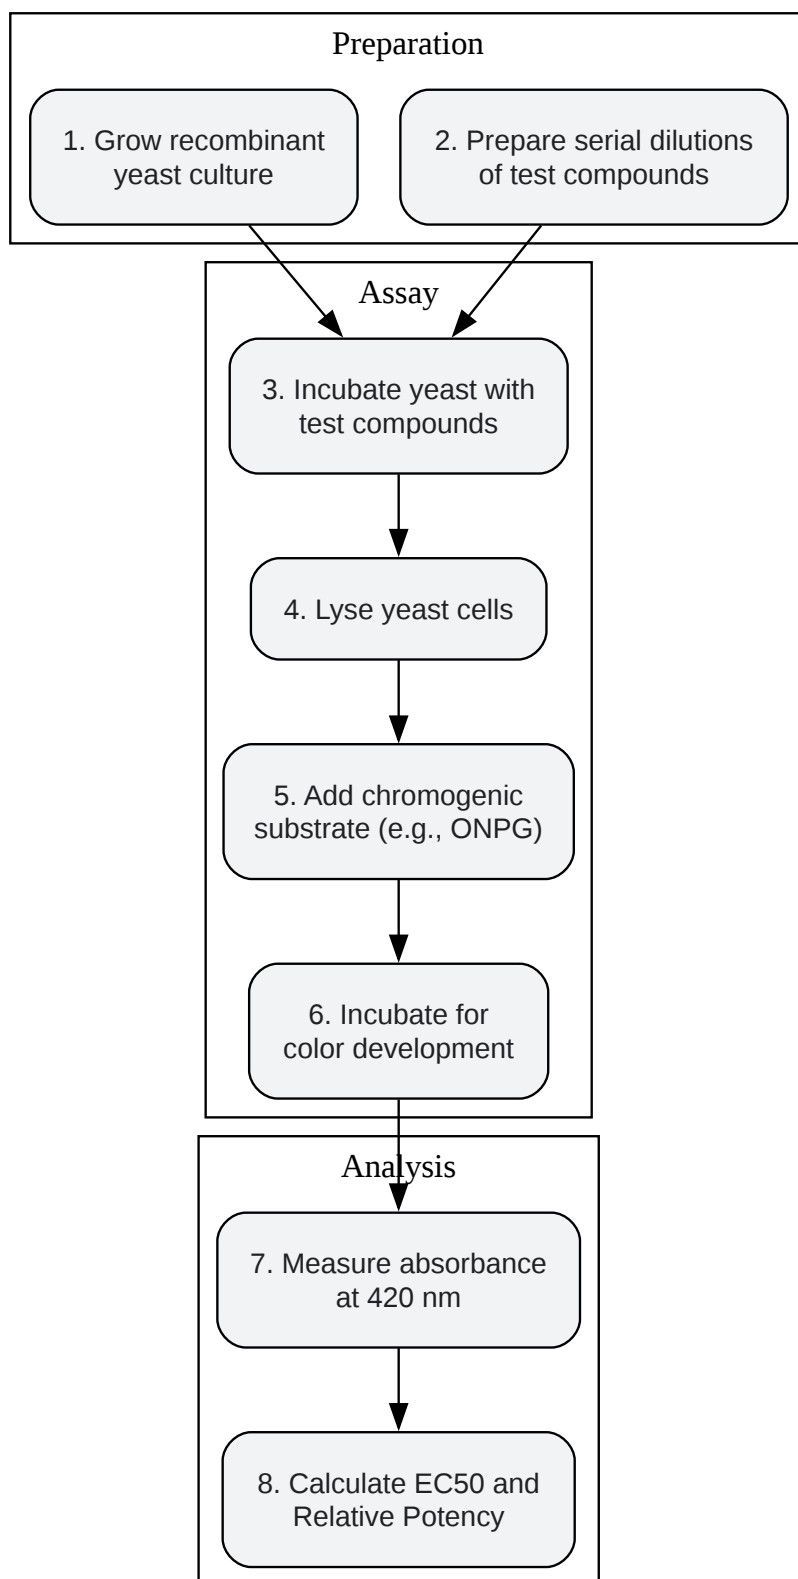 Preparation
1. Grow recombinant
yeast culture
2. Prepare serial dilutions
of test compounds
Assay
3. Incubate yeast with
test compounds
4. Lyse yeast cells
5. Add chromogenic
substrate (e.g., ONPG)
6. Incubate for
color development
Analysis
7. Measure absorbance
at 420 nm
8. Calculate EC50 and
Relative Potency